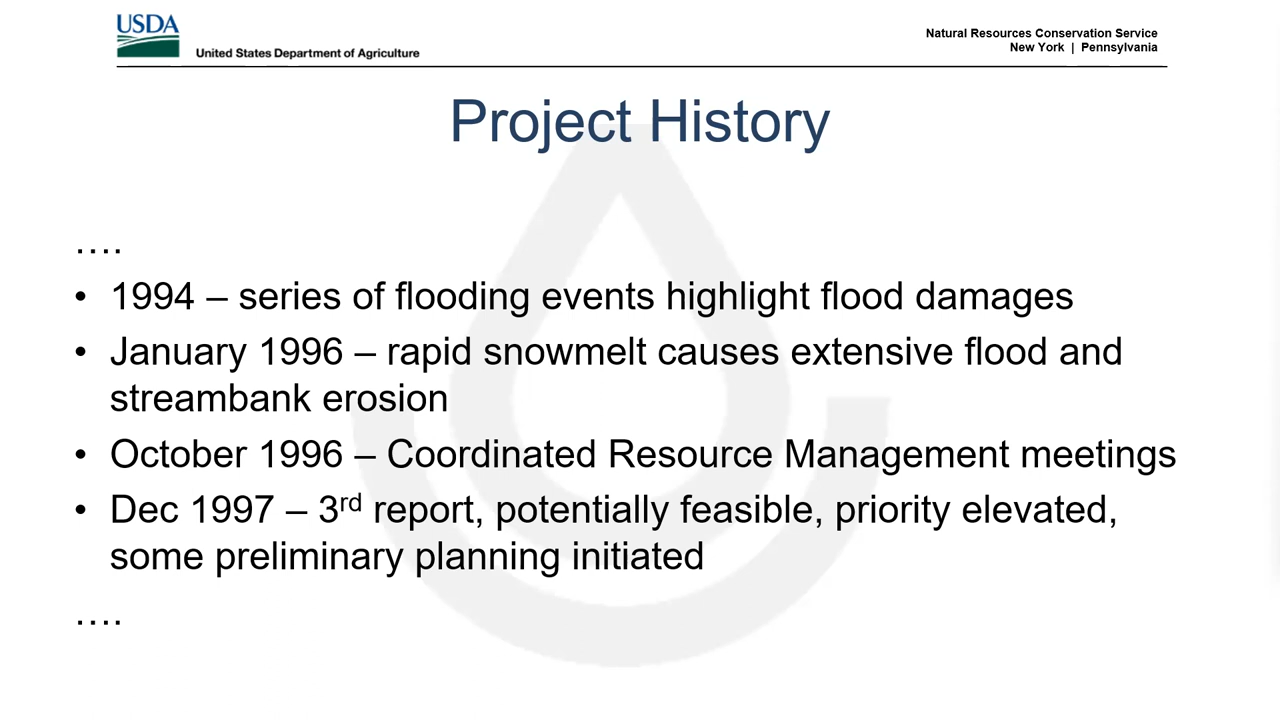 USDA
United States Department of Agriculture
Natural Resources Conservation Service
New York | Pennsylvania
Project History
....
• 1994 – series of flooding events highlight flood damages
• January 1996 – rapid snowmelt causes extensive flood and
streambank erosion
• October 1996 – Coordinated Resource Management meetings
• Dec 1997 – 3rd report, potentially feasible, priority elevated,
some preliminary planning initiated
....